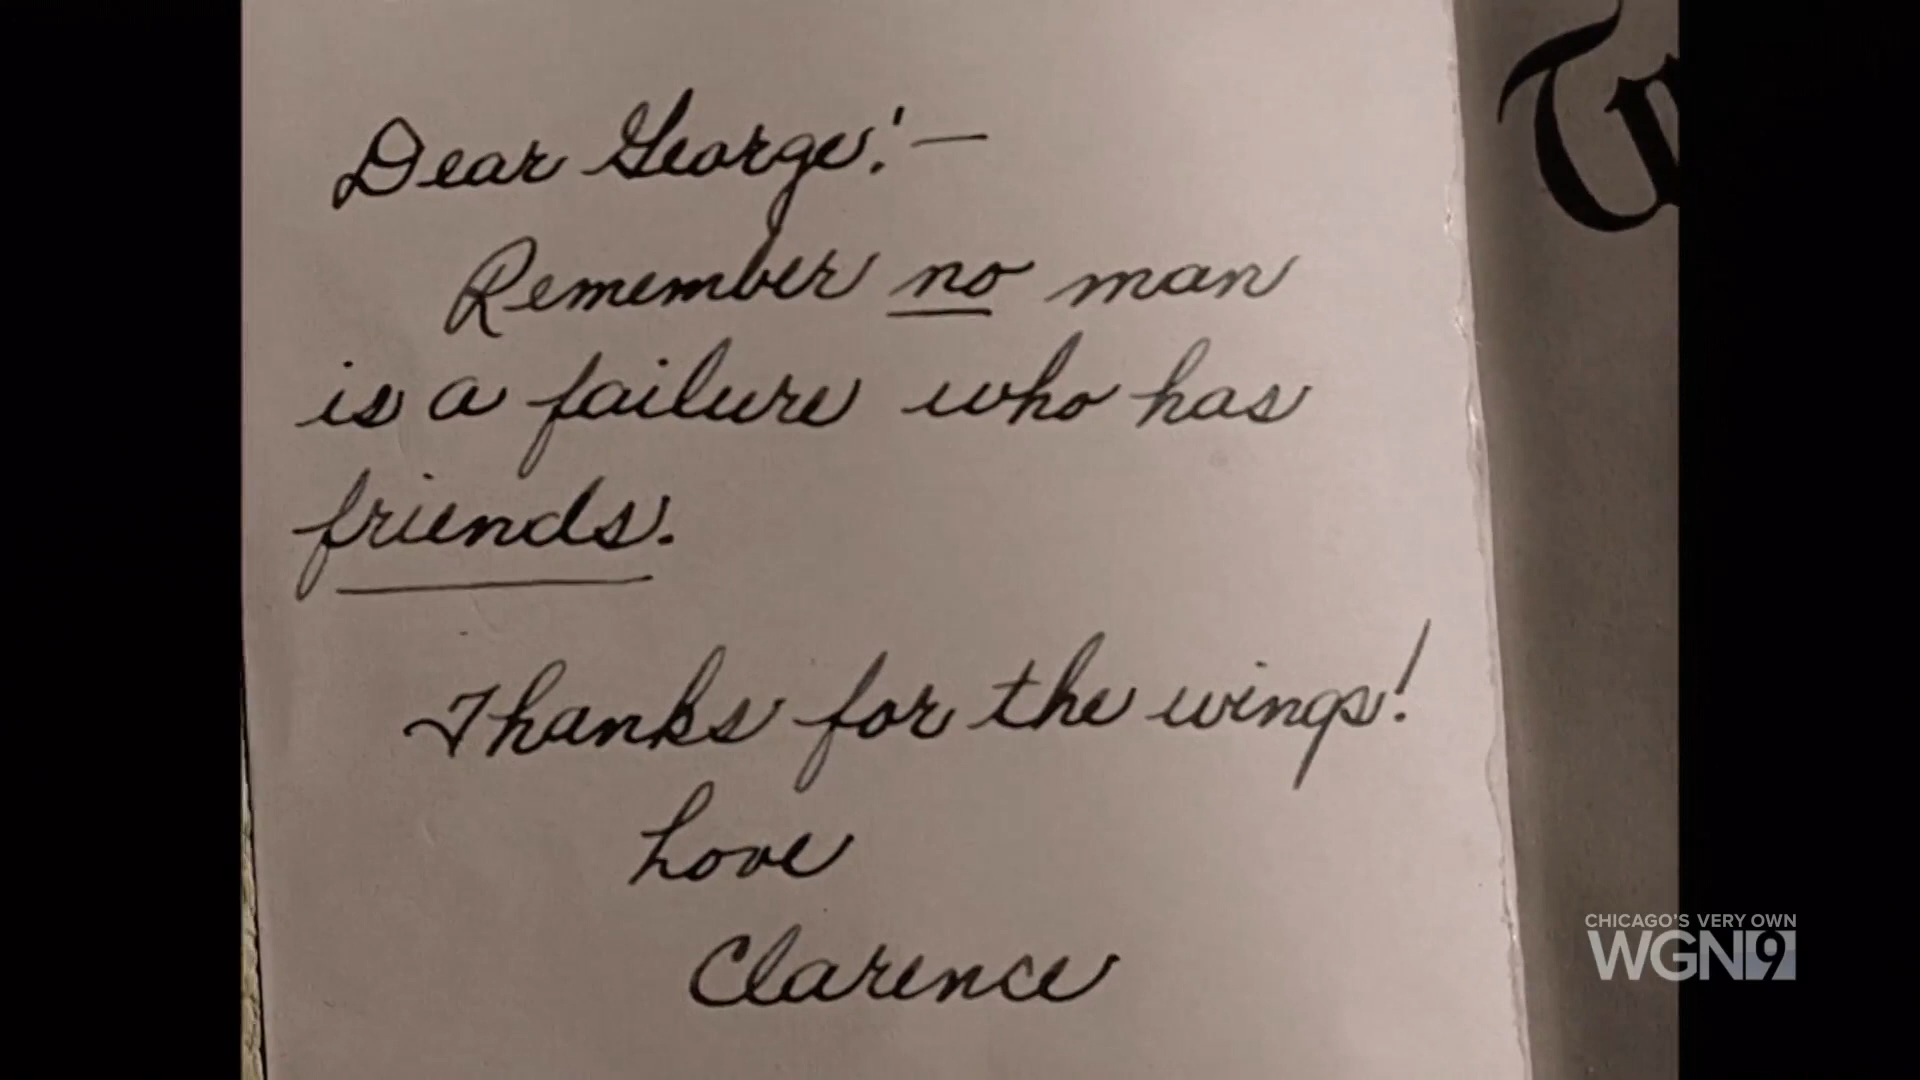 Dear George:—
Remember no man
is a failure who has
friends.
Thanks for the wings!
Love
Clarence
CHICAGO'S VERY OWN
WGN9